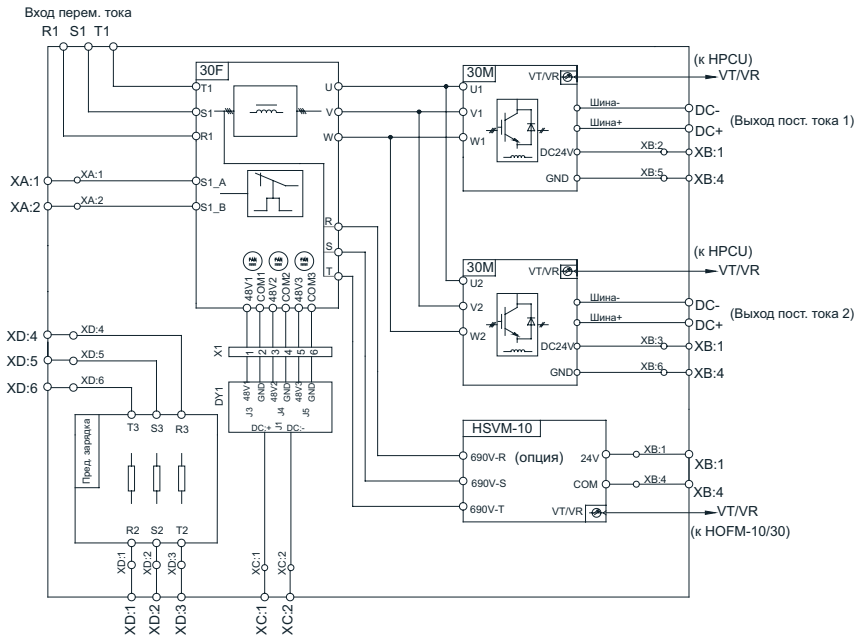 Вход перем. тока
R1 S1 T1
30F
T1
S1
R1
U
V
W
30M
VT/VR
(к HPCU)
VT/VR
U1
V1
W1
Шина-
DC-
Шина+
DC+
(Выход пост. тока 1)
DC24V
XB:2
XB:1
GND
XB:5
XB:4
XA:1
XA:1
S1_A
XA:2
XA:2
S1_B
R
S
T
FAN
FAN
FAN
48V1
COM1
48V2
COM2
48V3
COM3
X1
1
2
3
4
5
6
DY1
48V1
GND
48V2
GND
48V3
GND
J3
J4
J5
J1
DC:+
DC:-
30M
VT/VR
(к HPCU)
VT/VR
U2
V2
W2
Шина-
DC-
Шина+
DC+
(Выход пост. тока 2)
DC24V
XB:3
XB:1
GND
XB:6
XB:4
XD:4
XD:4
XD:5
XD:5
XD:6
XD:6
Пред. зарядка
T3
S3
R3
R2
S2
T2
XD:1
XD:2
XD:3
XD:1
XD:2
XD:3
XC:1
XC:2
XC:1
XC:2
HSVM-10
(опция)
690V-R
690V-S
690V-T
24V
XB:1
XB:1
COM
XB:4
XB:4
VT/VR
VT/VR
(к HOFM-10/30)